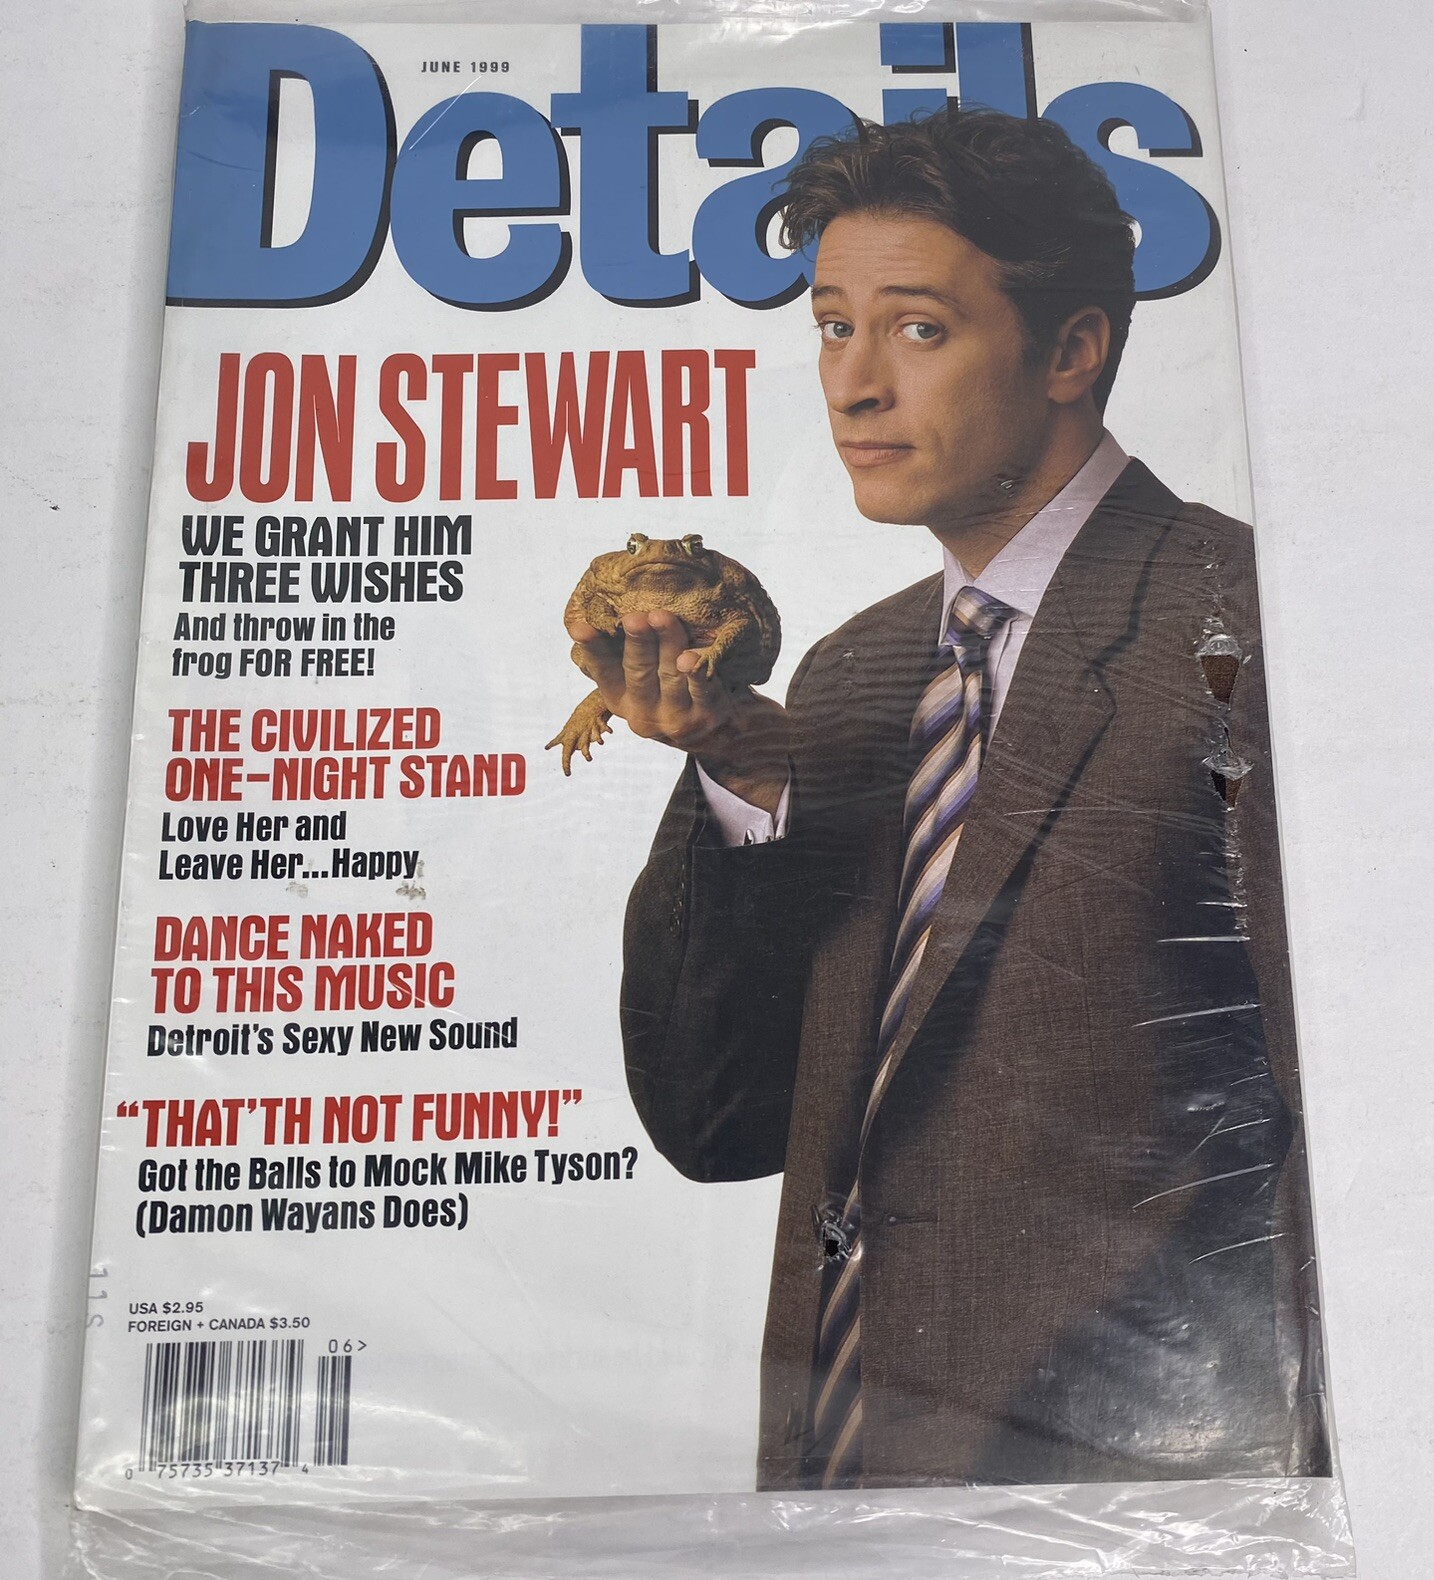 Details
JUNE 1999
JON STEWART
WE GRANT HIM
THREE WISHES
And throw in the
frog FOR FREE!
THE CIVILIZED
ONE-NIGHT STAND
Love Her and
Leave Her...Happy
DANCE NAKED
TO THIS MUSIC
Detroit's Sexy New Sound
“THAT'TH NOT FUNNY!”
Got the Balls to Mock Mike Tyson?
(Damon Wayans Does)
USA $2.95
FOREIGN + CANADA $3.50
06>
0 75735 37137 4